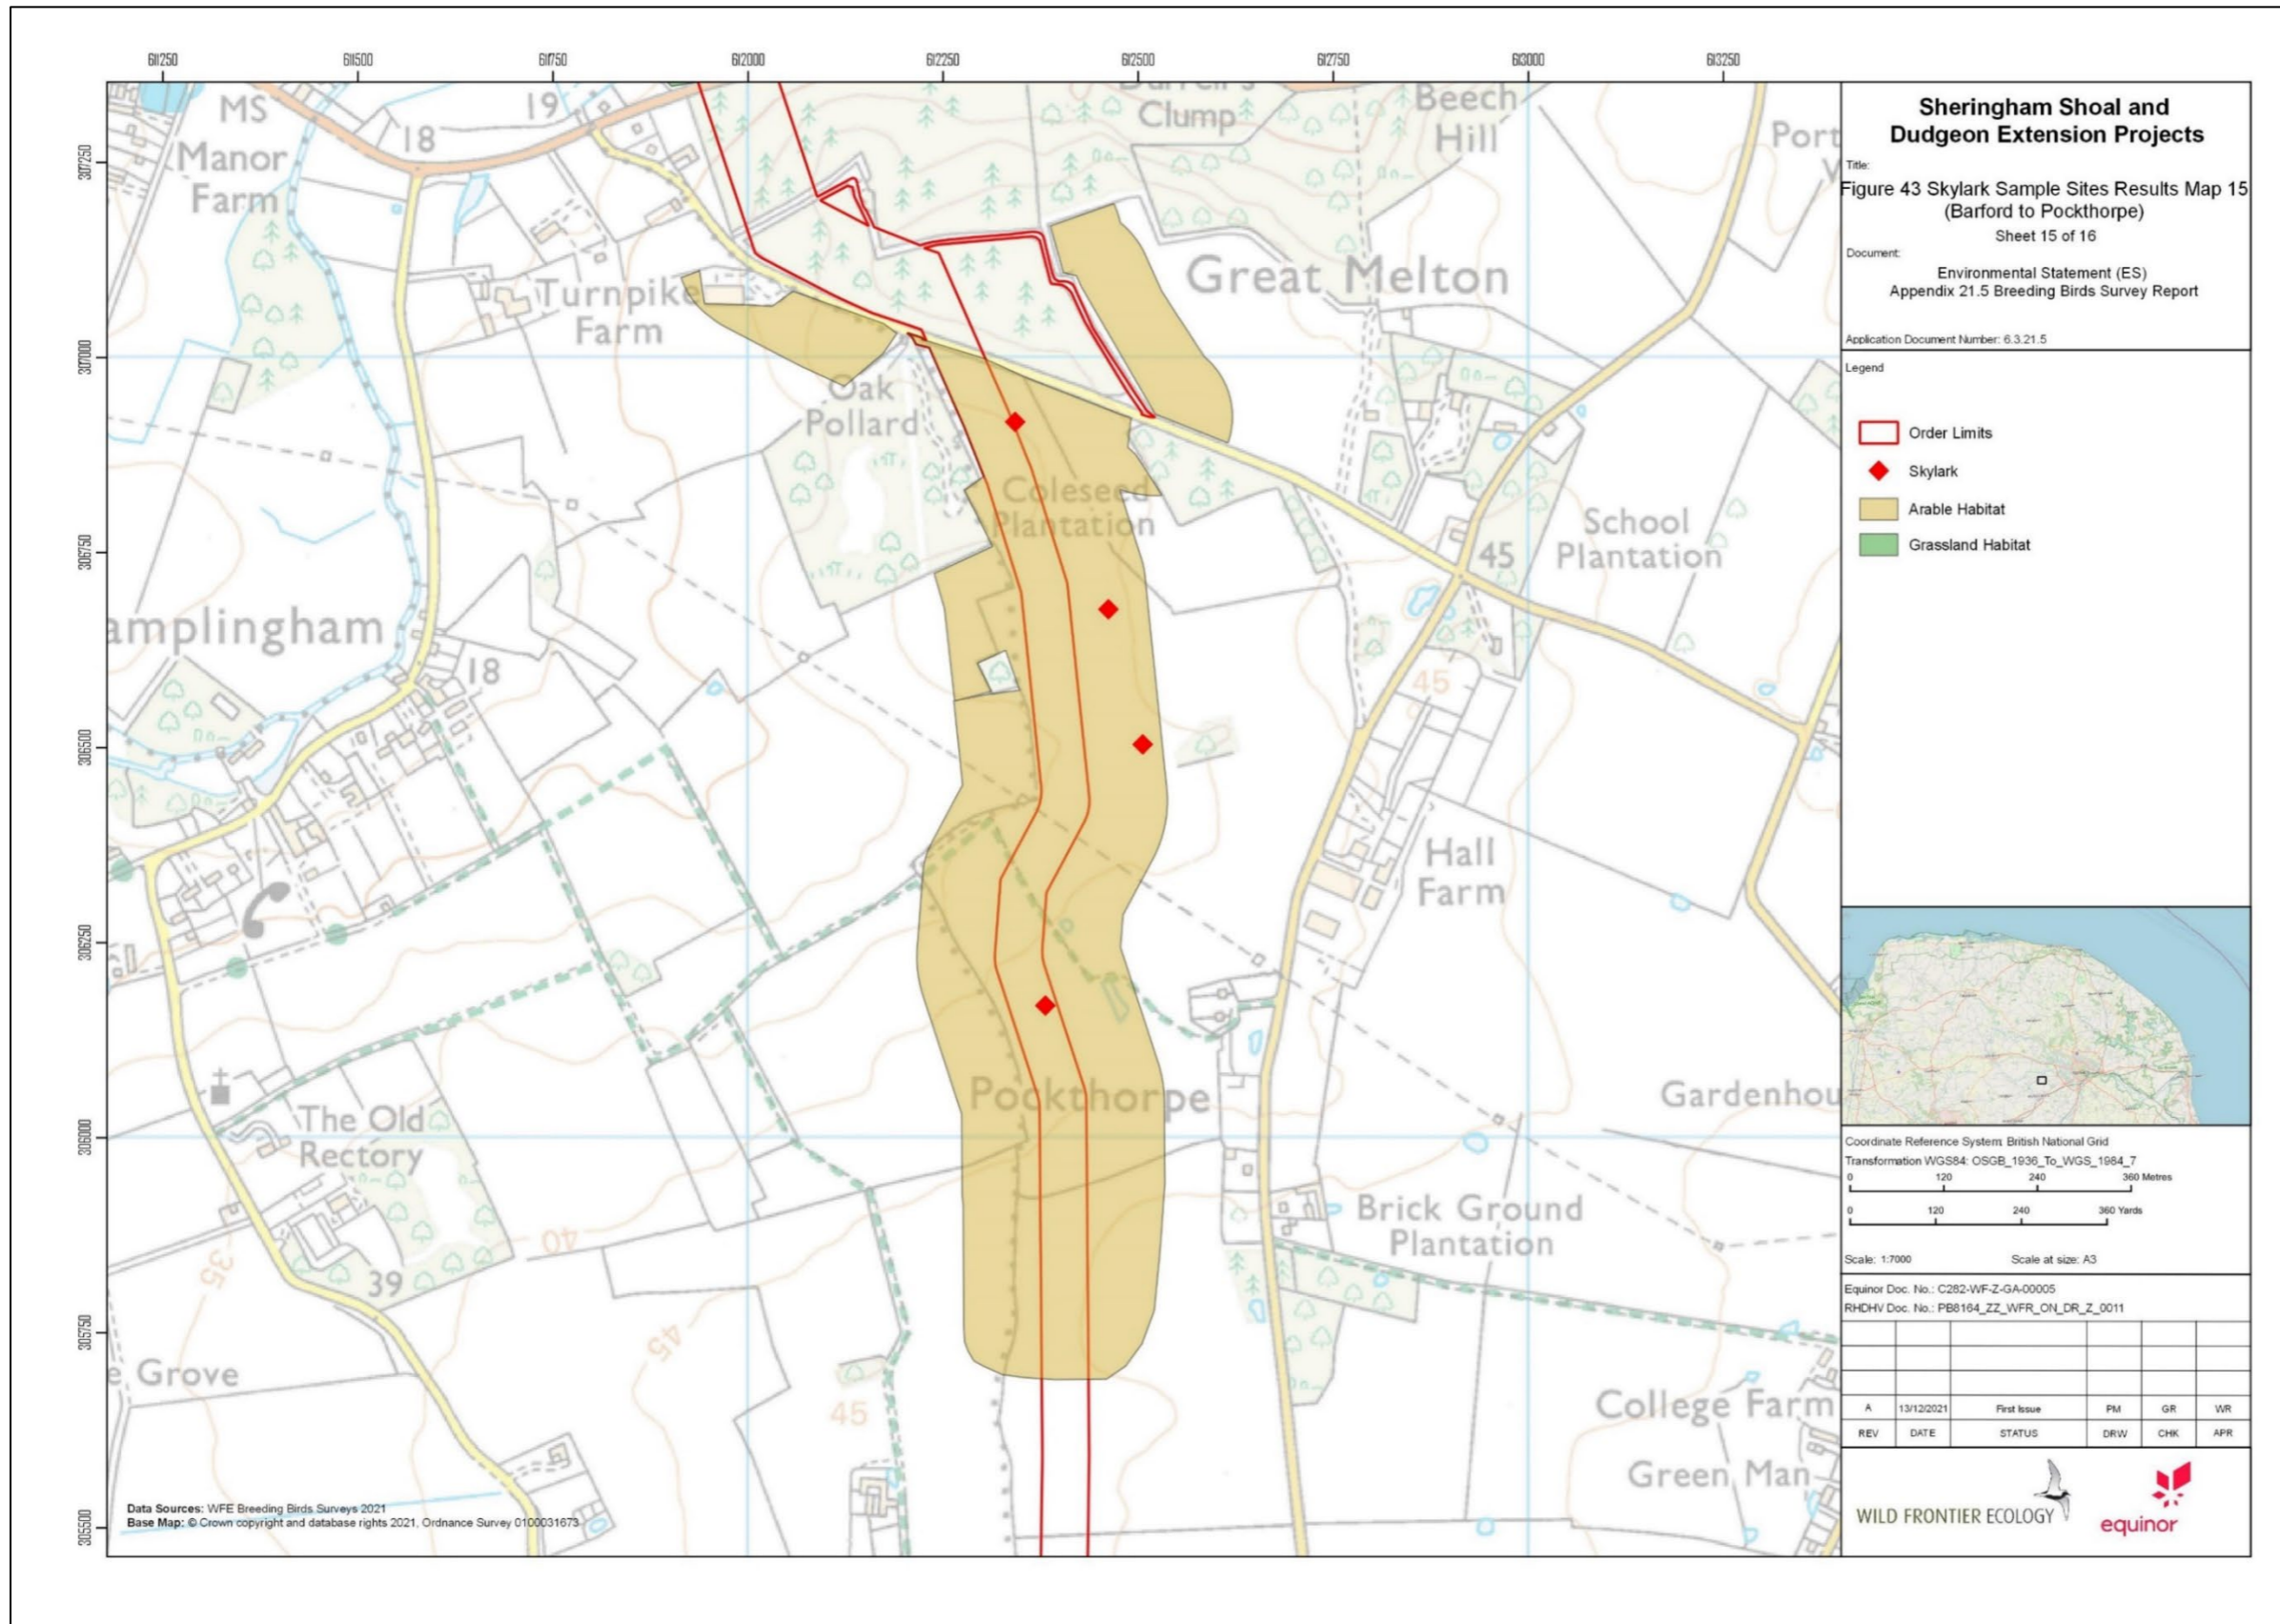 611250
611500
611750
612000
612250
612500
612750
613000
613250
307250
307000
306750
306500
306250
306000
305750
305500
MS
19
18
Manor
Farm
Clump
Beech
Hill
Port
Great Melton
Turnpike
Farm
Oak
Pollard
Coleseed
Plantation
School
Plantation
45
amplingham
18
45
Hall
Farm
Pockthorpe
Gardenhou
The Old
Rectory
Brick Ground
Plantation
40
35
39
45
e Grove
45
College Farm
Green Man
Data Sources: WFE Breeding Birds Surveys 2021
Base Map: © Crown copyright and database rights 2021, Ordnance Survey 0100031673
Sheringham Shoal and
Dudgeon Extension Projects
Title:
Figure 43 Skylark Sample Sites Results Map 15
(Barford to Pockthorpe)
Sheet 15 of 16
Document:
Environmental Statement (ES)
Appendix 21.5 Breeding Birds Survey Report
Application Document Number: 6.3.21.5
Legend
Order Limits
Skylark
Arable Habitat
Grassland Habitat
Coordinate Reference System: British National Grid
Transformation WGS84: OSGB_1936_To_WGS_1984_7
0 120 240 360 Metres
0 120 240 360 Yards
Scale: 1:7000 Scale at size: A3
Equinor Doc. No.: C282-WF-Z-GA-00005
RHDHV Doc. No.: PB8164_ZZ_WFR_ON_DR_Z_0011
A 13/12/2021 First Issue PM GR WR
REV DATE STATUS DRW CHK APR
WILD FRONTIER ECOLOGY
equinor